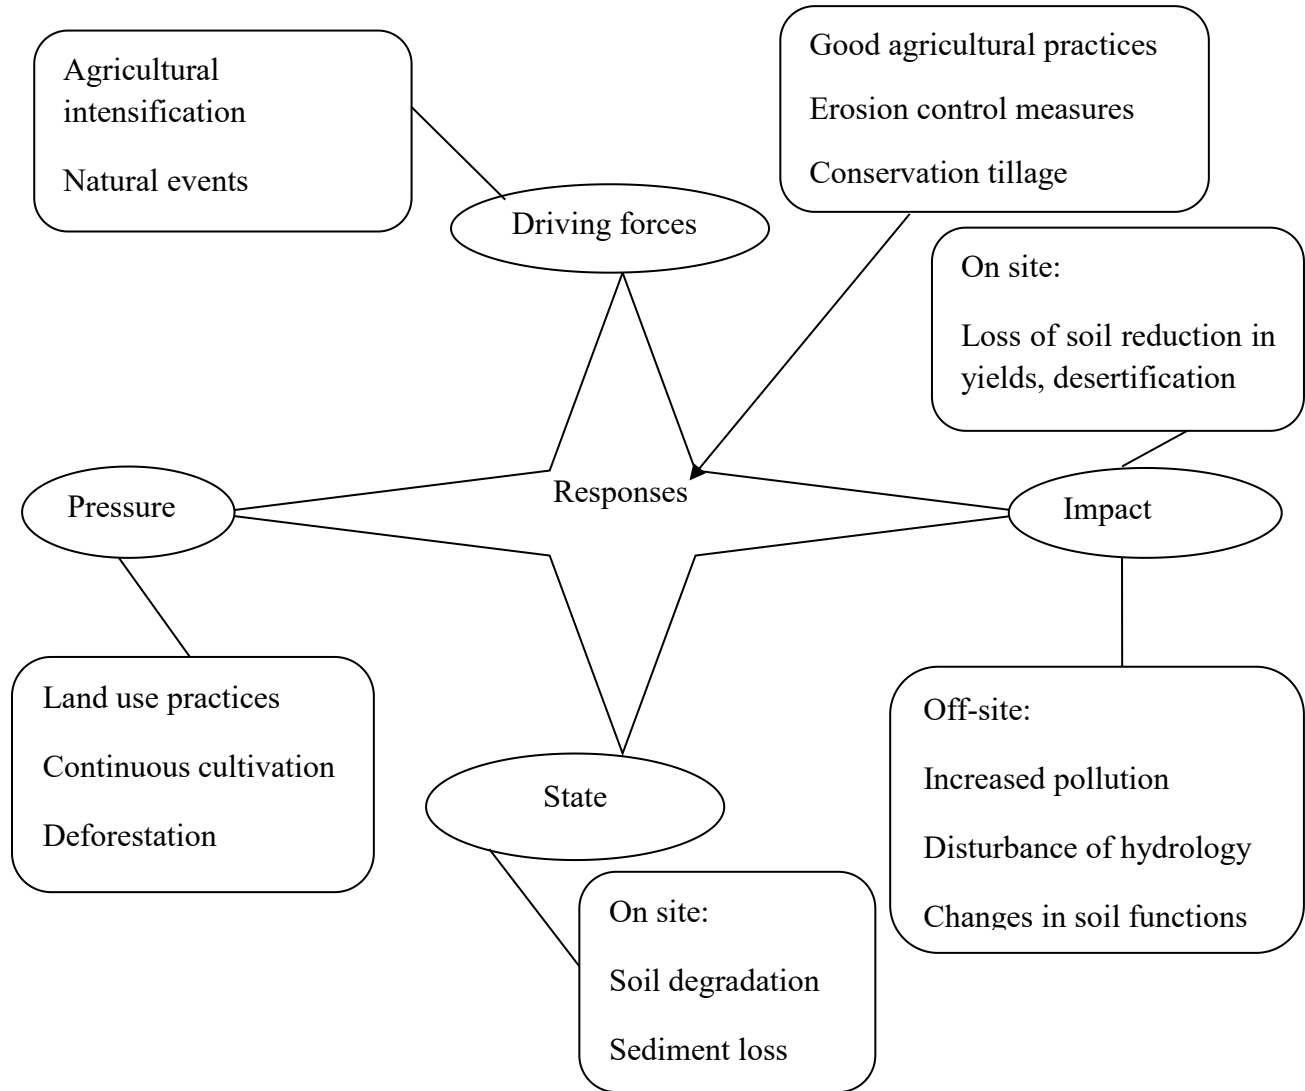 Agricultural
intensification
Natural events
Good agricultural practices
Erosion control measures
Conservation tillage
Driving forces
On site:
Loss of soil reduction in
yields, desertification
Responses
Pressure
Impact
Land use practices
Continuous cultivation
Deforestation
State
Off-site:
Increased pollution
Disturbance of hydrology
Changes in soil functions
On site:
Soil degradation
Sediment loss